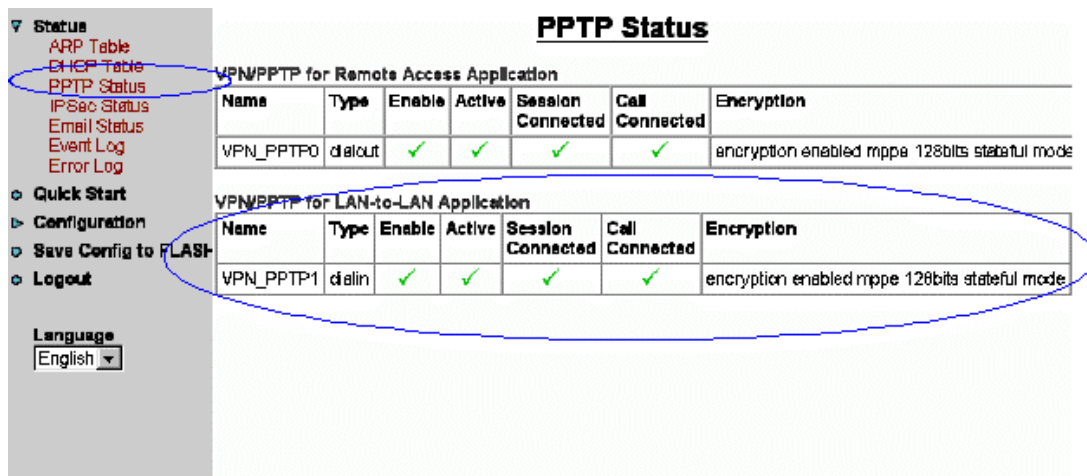 Status
ARP Table
DHCP Table
PPTP Status
IPSec Status
Email Status
Event Log
Error Log
Quick Start
Configuration
Save Config to FLASH
Logout
Language
English
PPTP Status
VPN/PPTP for Remote Access Application
Name Type Enable Active Session Connected Call Connected Encryption
VPN_PPTP0 dialout ✓ ✓ ✓ ✓ encryption enabled mppe 128bits stateful mode
VPN/PPTP for LAN-to-LAN Application
Name Type Enable Active Session Connected Call Connected Encryption
VPN_PPTP1 dialin ✓ ✓ ✓ ✓ encryption enabled mppe 128bits stateful mode